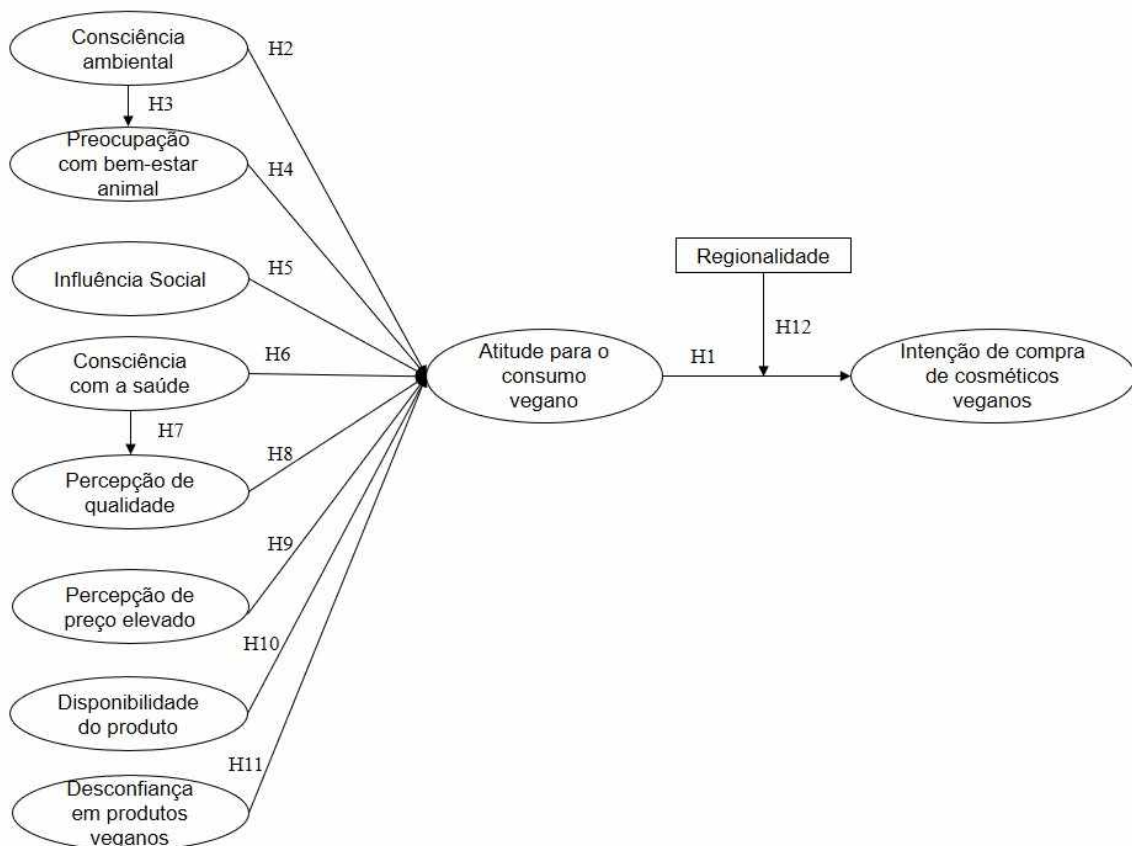 Consciência
ambiental
H2
H3
Preocupação
com bem-estar
animal
H4
Influência Social
H5
Consciência
com a saúde
H6
H7
Percepção de
qualidade
H8
Percepção de
preço elevado
H9
Disponibilidade
do produto
H10
Desconfiança
em produtos
veganos
H11
Atitude para o
consumo
vegano
H1
Regionalidade
H12
Intenção de compra
de cosméticos
veganos